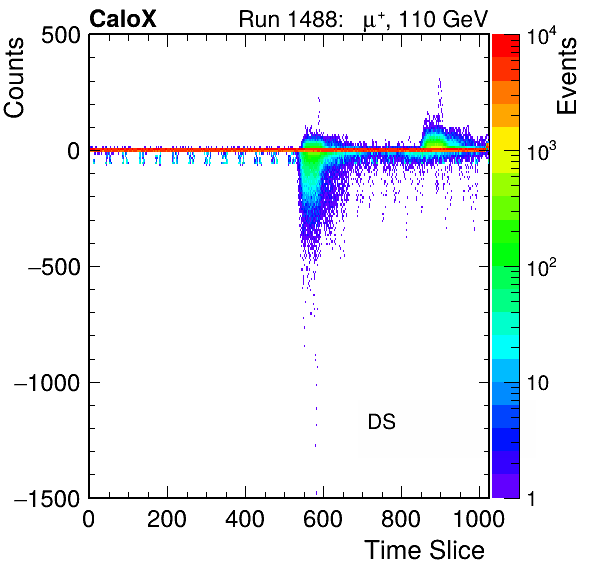 CaloX Run 1488: μ⁺, 110 GeV
Counts
Events
500
0
−500
−1000
−1500
10⁴
10³
10²
10
1
DS
0 200 400 600 800 1000
Time Slice